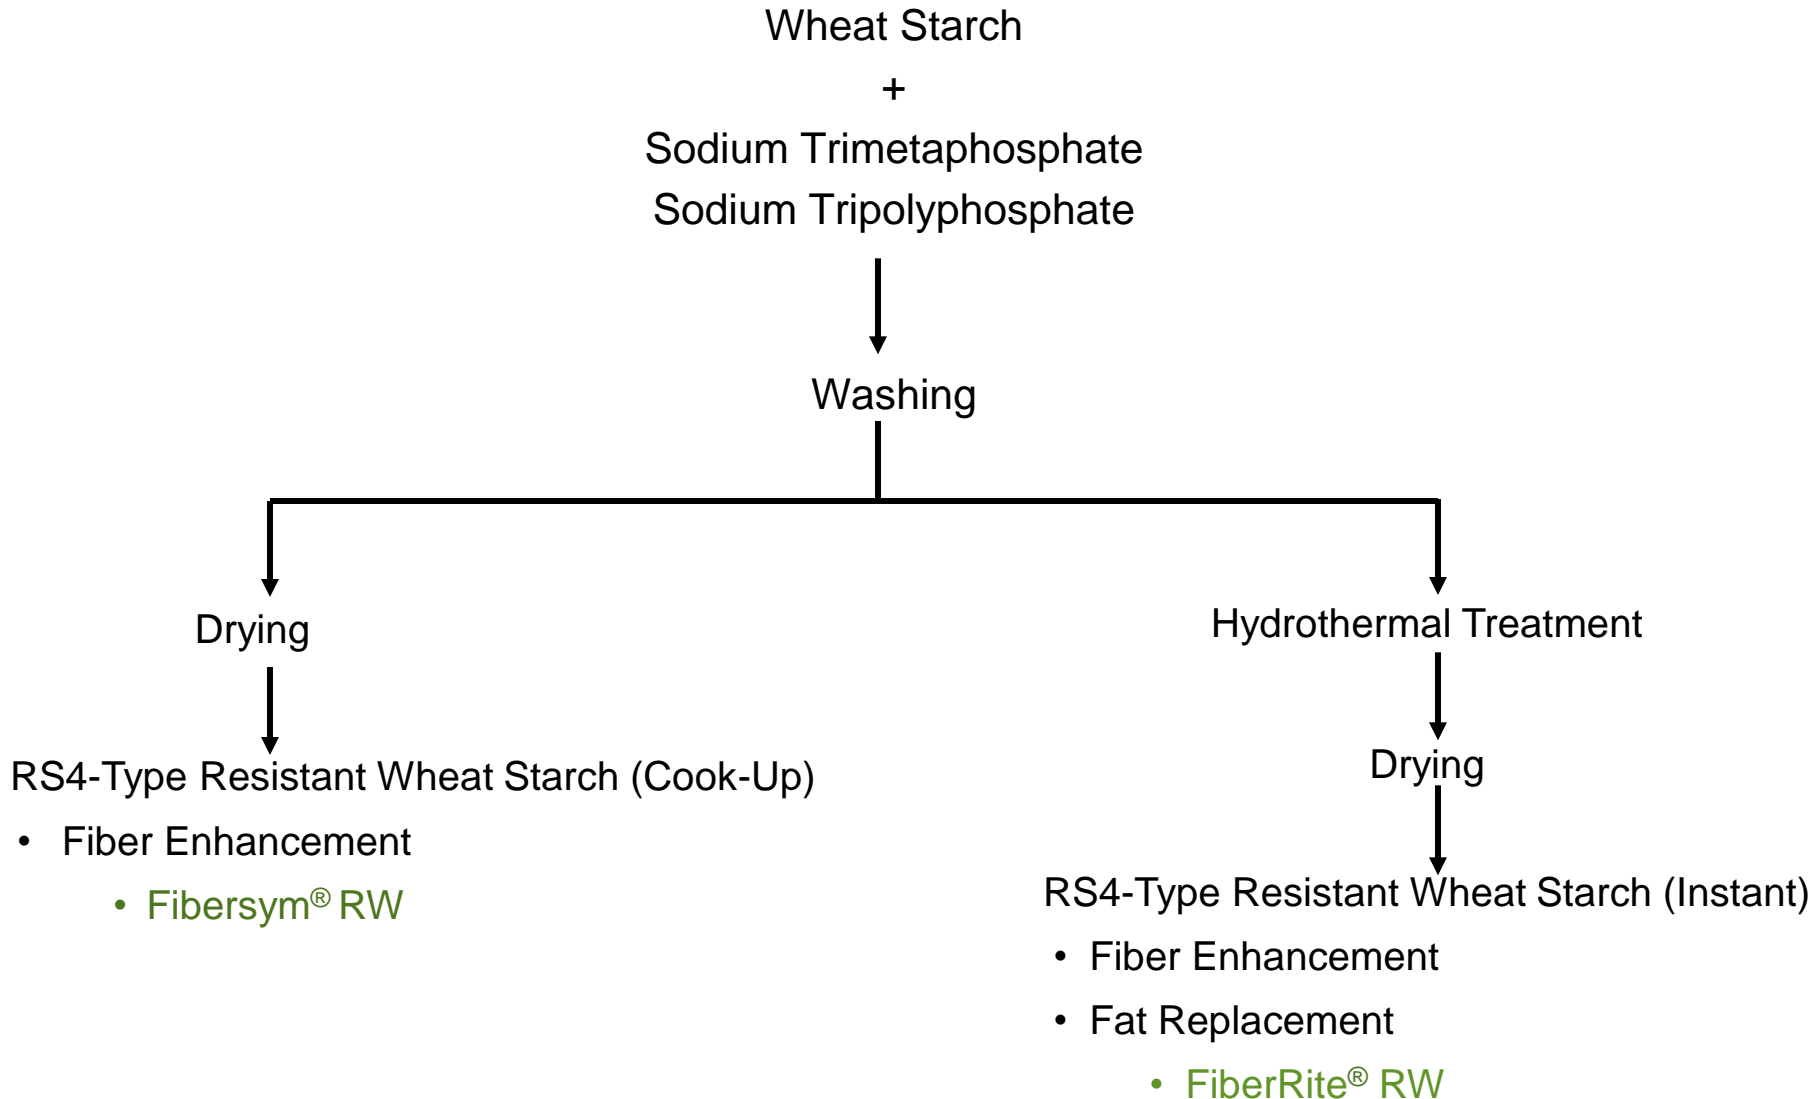 Wheat Starch
+
Sodium Trimetaphosphate
Sodium Tripolyphosphate
Washing
Drying
RS4-Type Resistant Wheat Starch (Cook-Up)
• Fiber Enhancement
• Fibersym® RW
Hydrothermal Treatment
Drying
RS4-Type Resistant Wheat Starch (Instant)
• Fiber Enhancement
• Fat Replacement
• FiberRite® RW